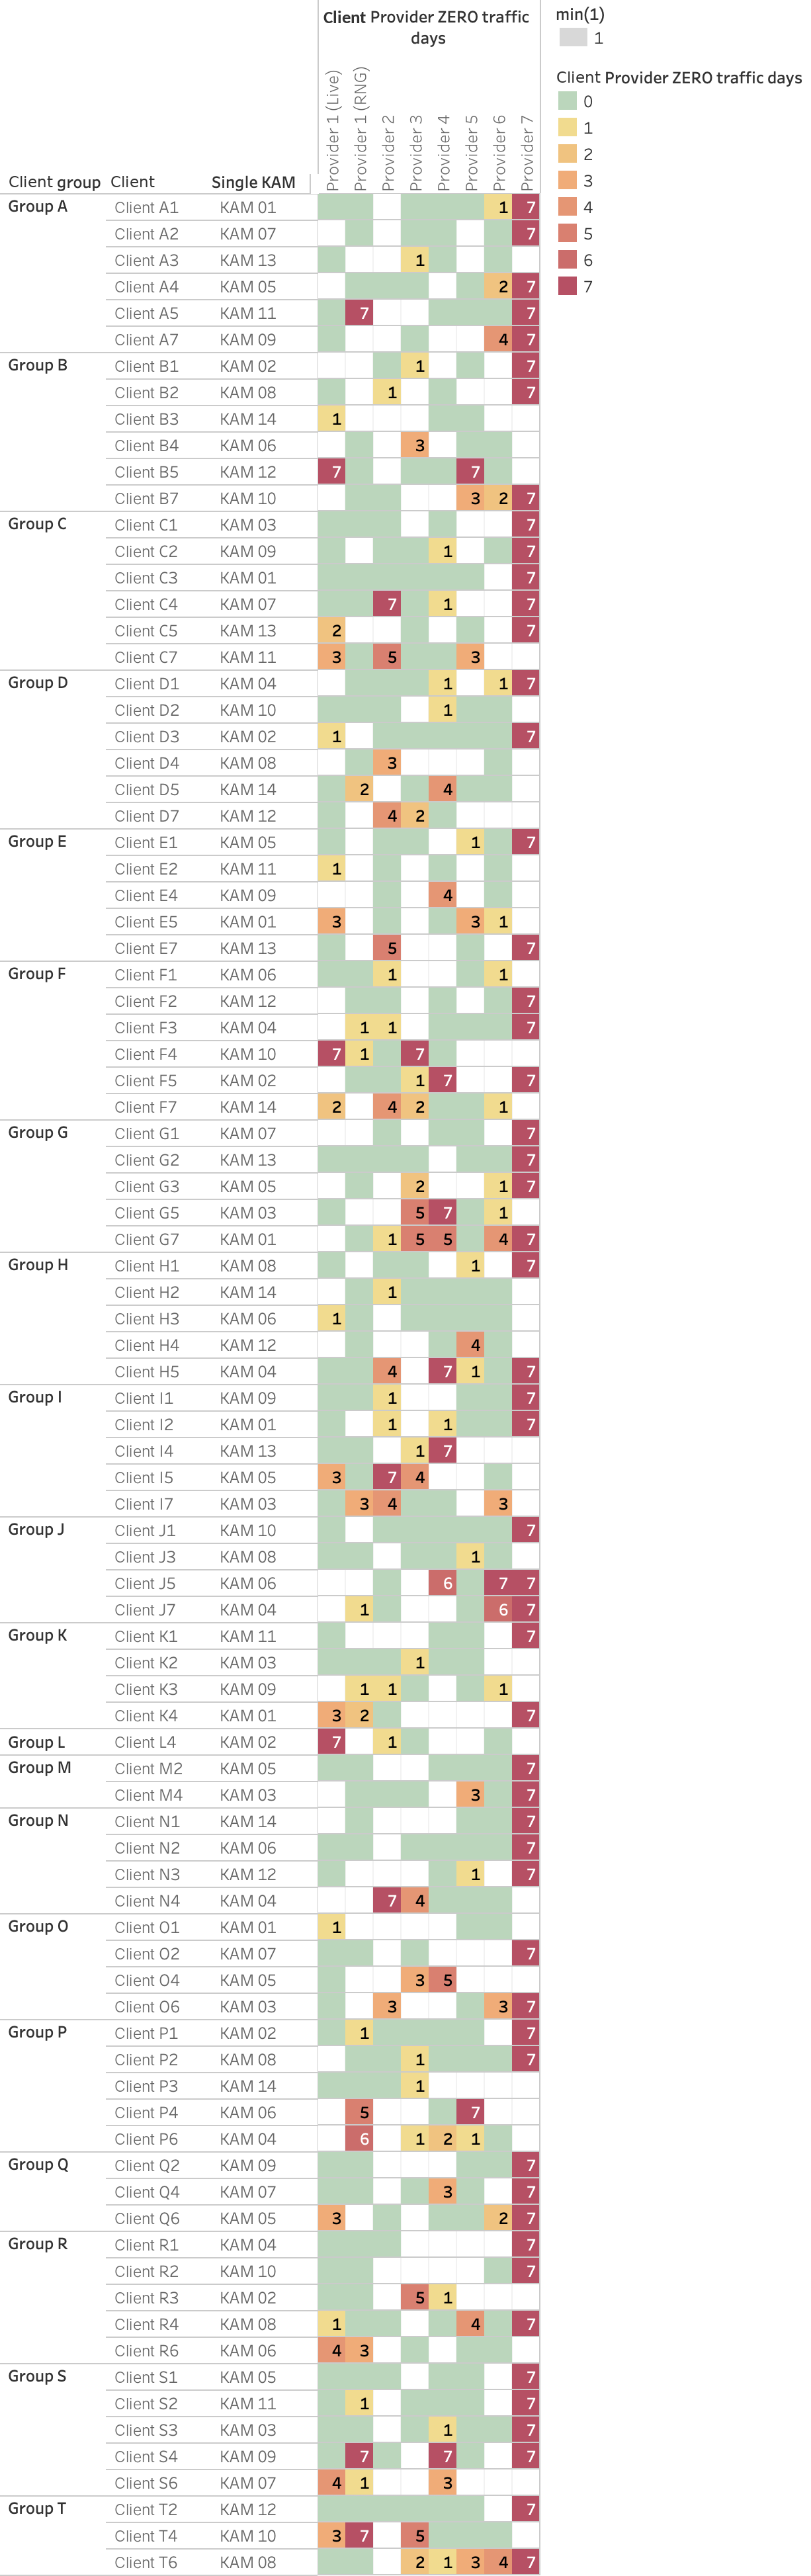 Client Provider ZERO traffic
days
min(1)
1
Client Provider ZERO traffic days
0
1
2
3
4
5
6
7
Provider 1 (Live)
Provider 1 (RNG)
Provider 2
Provider 3
Provider 4
Provider 5
Provider 6
Provider 7
Client group Client Single KAM
Group A Client A1 KAM 01 1 7
Client A2 KAM 07 7
Client A3 KAM 13 1
Client A4 KAM 05 2 7
Client A5 KAM 11 7 7
Client A7 KAM 09 4 7
Group B Client B1 KAM 02 1 7
Client B2 KAM 08 1 7
Client B3 KAM 14 1
Client B4 KAM 06 3
Client B5 KAM 12 7 7
Client B7 KAM 10 3 2 7
Group C Client C1 KAM 03 7
Client C2 KAM 09 1 7
Client C3 KAM 01 7
Client C4 KAM 07 7 1 7
Client C5 KAM 13 2 7
Client C7 KAM 11 3 5 3
Group D Client D1 KAM 04 1 1 7
Client D2 KAM 10 1
Client D3 KAM 02 1 7
Client D4 KAM 08 3
Client D5 KAM 14 2 4
Client D7 KAM 12 4 2
Group E Client E1 KAM 05 1 7
Client E2 KAM 11 1
Client E4 KAM 09 4
Client E5 KAM 01 3 3 1
Client E7 KAM 13 5 7
Group F Client F1 KAM 06 1 1
Client F2 KAM 12 7
Client F3 KAM 04 1 1 7
Client F4 KAM 10 7 1 7
Client F5 KAM 02 1 7 7
Client F7 KAM 14 2 4 2 1
Group G Client G1 KAM 07 7
Client G2 KAM 13 7
Client G3 KAM 05 2 1 7
Client G5 KAM 03 5 7 1
Client G7 KAM 01 1 5 5 4 7
Group H Client H1 KAM 08 1 7
Client H2 KAM 14 1
Client H3 KAM 06 1
Client H4 KAM 12 4
Client H5 KAM 04 4 7 1 7
Group I Client I1 KAM 09 1 7
Client I2 KAM 01 1 1 7
Client I4 KAM 13 1 7
Client I5 KAM 05 3 7 4
Client I7 KAM 03 3 4 3
Group J Client J1 KAM 10 7
Client J3 KAM 08 1
Client J5 KAM 06 6 7 7
Client J7 KAM 04 1 6 7
Group K Client K1 KAM 11 7
Client K2 KAM 03 1
Client K3 KAM 09 1 1 1
Client K4 KAM 01 3 2 7
Group L Client L4 KAM 02 7 1
Group M Client M2 KAM 05 7
Client M4 KAM 03 3 7
Group N Client N1 KAM 14 7
Client N2 KAM 06 7
Client N3 KAM 12 1 7
Client N4 KAM 04 7 4
Group O Client O1 KAM 01 1
Client O2 KAM 07 7
Client O4 KAM 05 3 5
Client O6 KAM 03 3 3 7
Group P Client P1 KAM 02 1 7
Client P2 KAM 08 1 7
Client P3 KAM 14 1
Client P4 KAM 06 5 7
Client P6 KAM 04 6 1 2 1
Group Q Client Q2 KAM 09 7
Client Q4 KAM 07 3 7
Client Q6 KAM 05 3 2 7
Group R Client R1 KAM 04 7
Client R2 KAM 10 7
Client R3 KAM 02 5 1
Client R4 KAM 08 1 4 7
Client R6 KAM 06 4 3
Group S Client S1 KAM 05 7
Client S2 KAM 11 1 7
Client S3 KAM 03 1 7
Client S4 KAM 09 7 7 7
Client S6 KAM 07 4 1 3
Group T Client T2 KAM 12 7
Client T4 KAM 10 3 7 5
Client T6 KAM 08 2 1 3 4 7